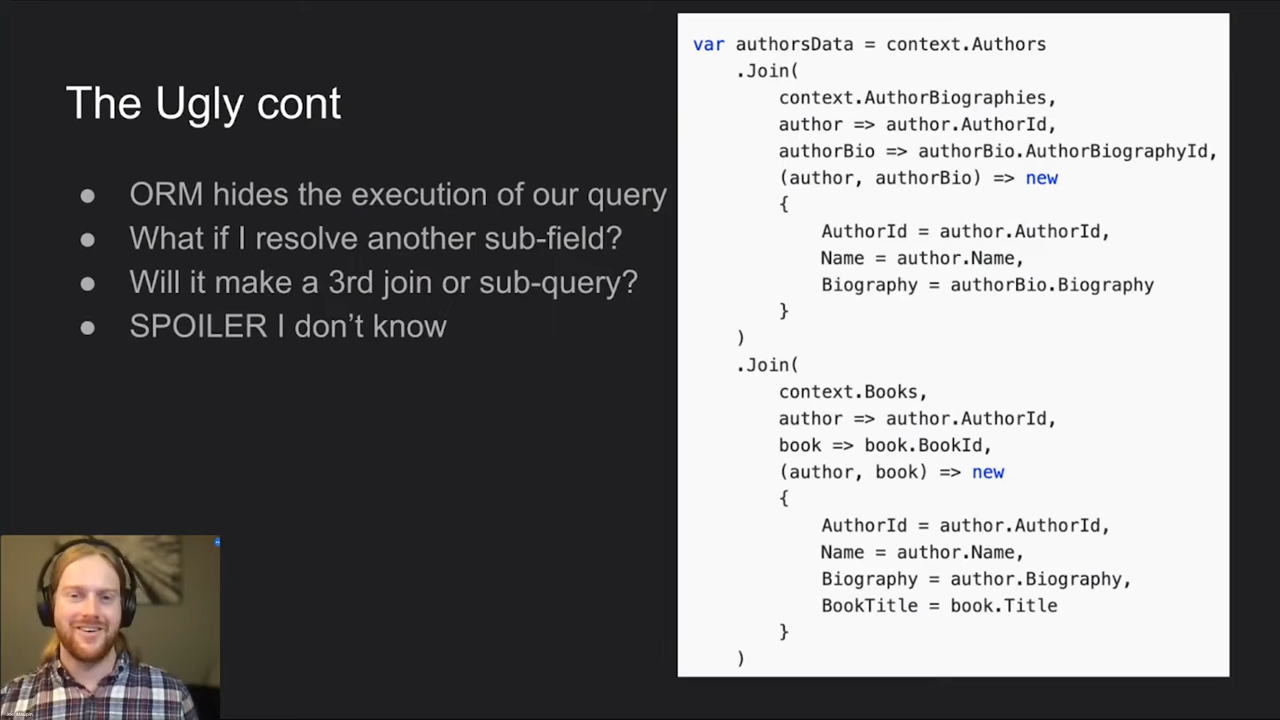 The Ugly cont
● ORM hides the execution of our query
● What if I resolve another sub-field?
● Will it make a 3rd join or sub-query?
● SPOILER I don't know
var authorsData = context.Authors
.Join(
context.AuthorBiographies,
author => author.AuthorId,
authorBio => authorBio.AuthorBiographyId,
(author, authorBio) => new
{
AuthorId = author.AuthorId,
Name = author.Name,
Biography = authorBio.Biography
}
)
.Join(
context.Books,
author => author.AuthorId,
book => book.BookId,
(author, book) => new
{
AuthorId = author.AuthorId,
Name = author.Name,
Biography = author.Biography,
BookTitle = book.Title
}
)